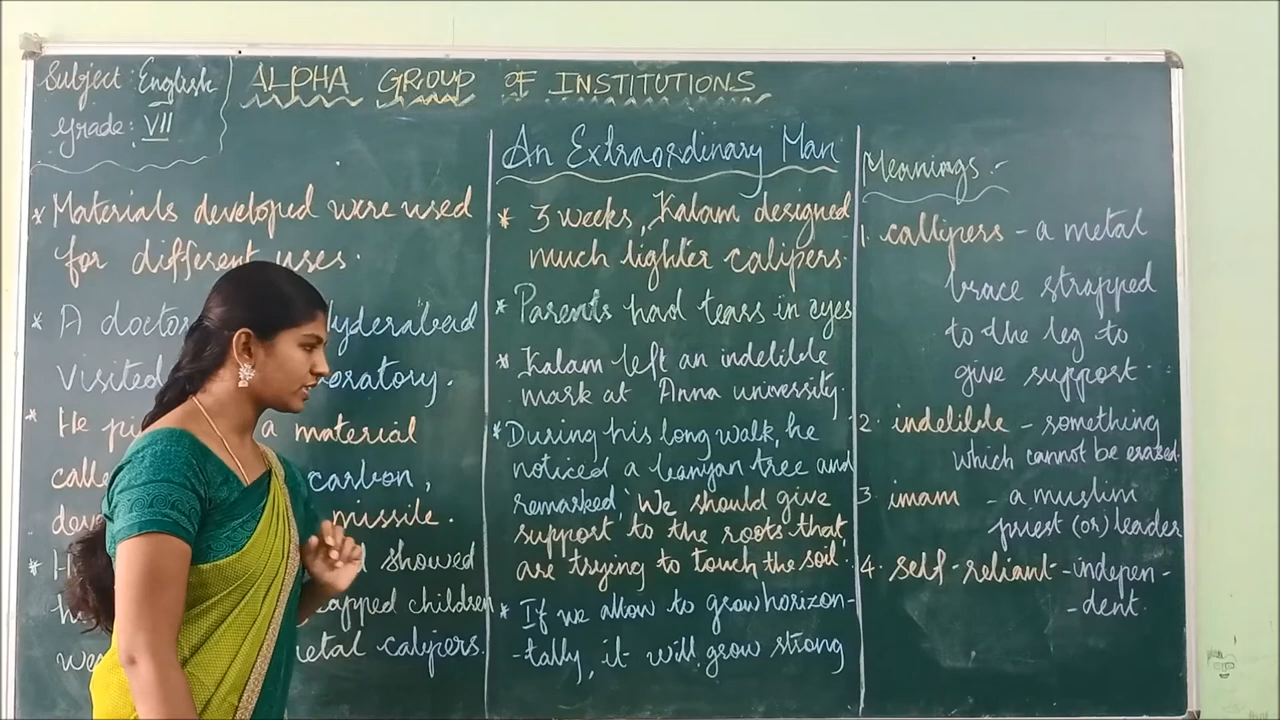 Subject: English
Grade: VII
ALPHA GROUP OF INSTITUTIONS
* Materials developed were used
for different uses.
* A doctor Hyderabad
visited oratory.
* He pi a material
calle carbon,
dev missile.
* H d showed
h apped children
we etal calipers.
An Extraordinary Man
* 3 weeks, Kalam designed
much lighter calipers.
* Parents had tears in eyes
* Kalam left an indelible
mark at Anna university.
* During his long walk, he
noticed a banyan tree and
remarked, 'We should give
support to the roots that,
are trying to touch the soil.
* If we allow to grow horizon-
-tally, it will grow strong
Meanings:-
1. callipers - a metal
brace strapped
to the leg to
give support.
2. indelible - something
which cannot be erased.
3. imam - a muslim
priest (or) leader
4. self-reliant - indepen-
-dent.